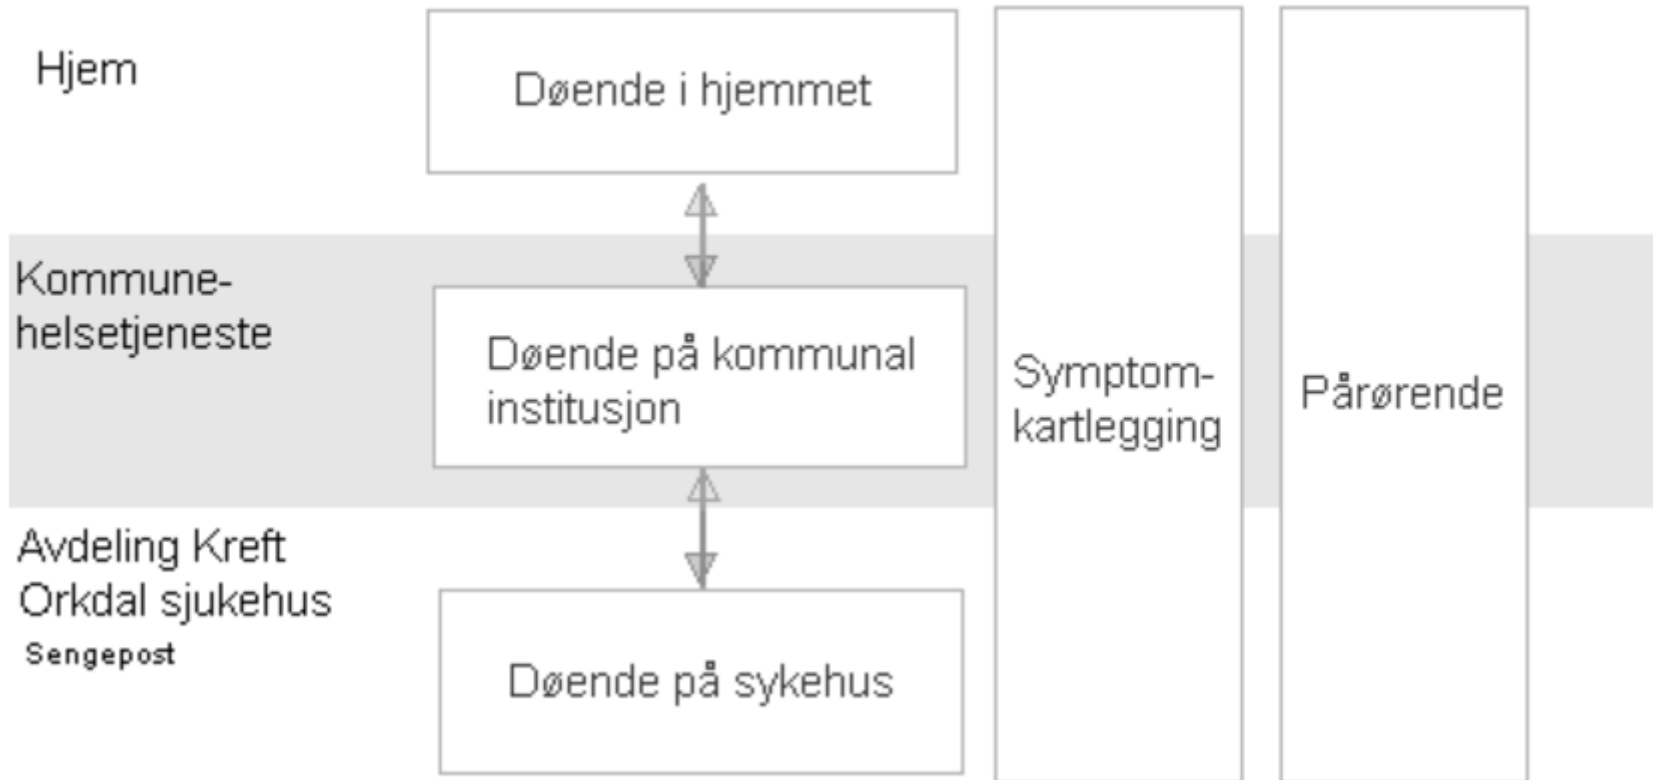 Hjem
Døende i hjemmet
Kommune-
helsetjeneste
Døende på kommunal
institusjon
Symptom-
kartlegging
Pårørende
Avdeling Kreft
Orkdal sjukehus
Sengepost
Døende på sykehus